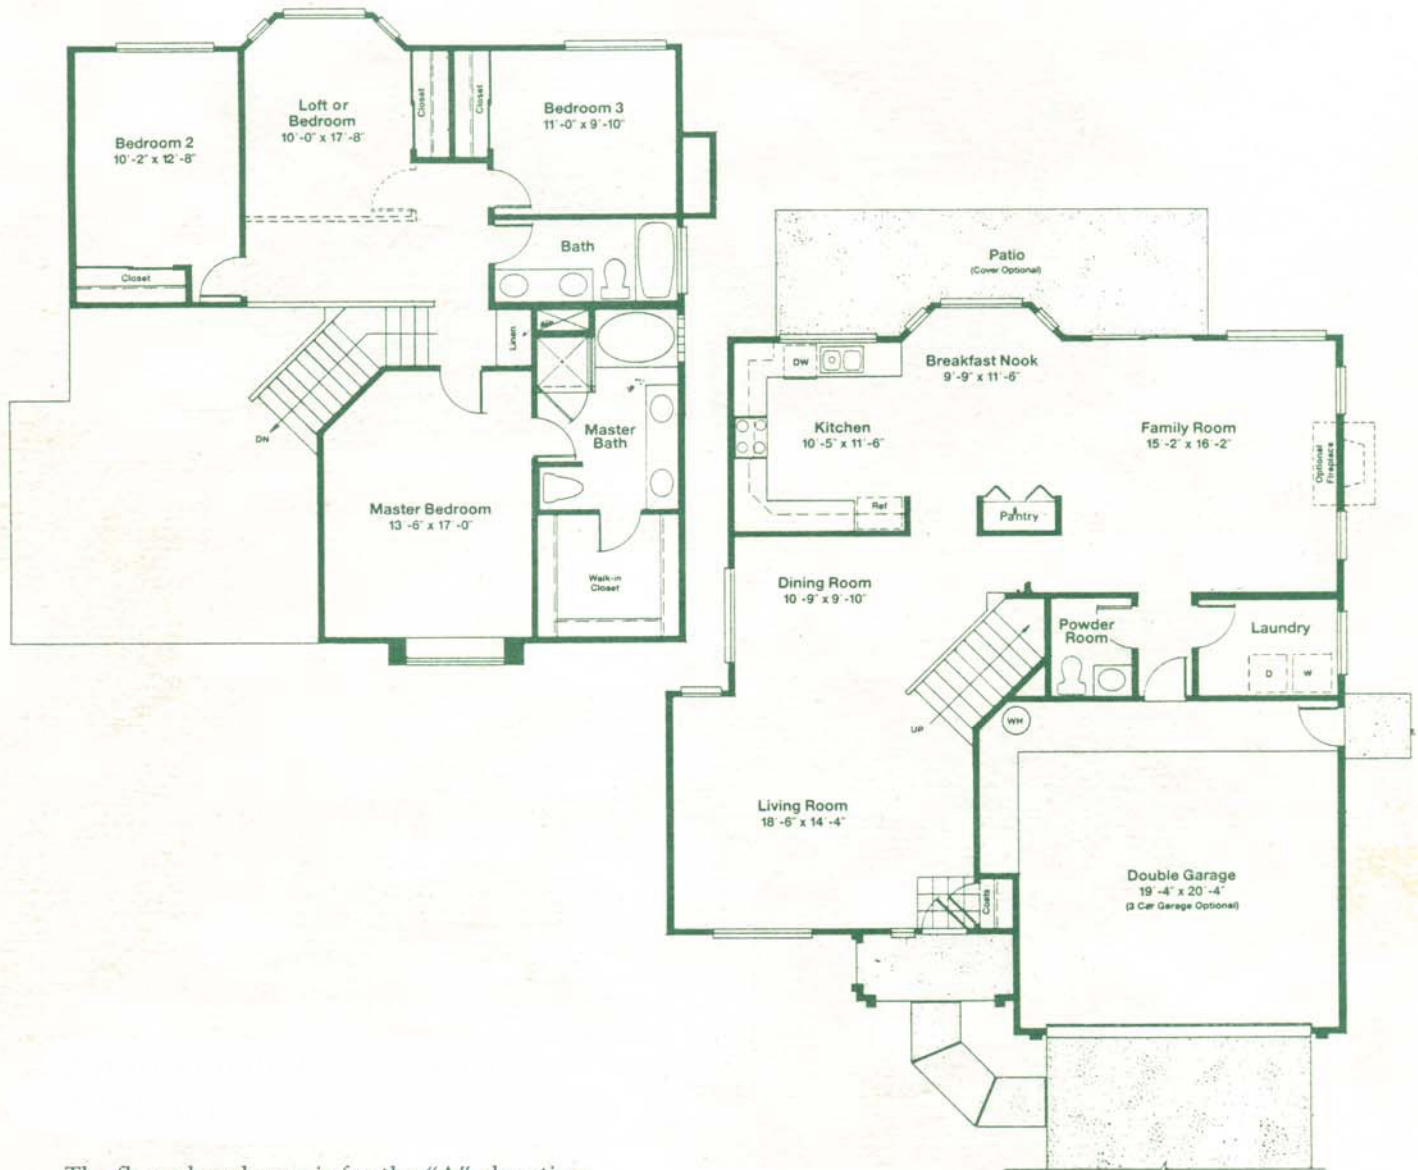 Loft or
Bedroom
10'-0" x 17'-8"
Closet
Closet
Bedroom 3
11'-0" x 9'-10"
Bedroom 2
10'-2" x 12'-8"
Closet
Bath
Linen
DN
Master
Bath
Master Bedroom
13'-6" x 17'-0"
Walk-in
Closet
Patio
(Cover Optional)
DW
Breakfast Nook
9'-9" x 11'-6"
Kitchen
10'-5" x 11'-6"
Family Room
15'-2" x 16'-2"
Optional
Fireplace
Ref
Pantry
Dining Room
10'-9" x 9'-10"
Powder
Room
Laundry
D
W
UP
WH
Living Room
18'-6" x 14'-4"
Coats
Double Garage
19'-4" x 20'-4"
(3 Car Garage Optional)